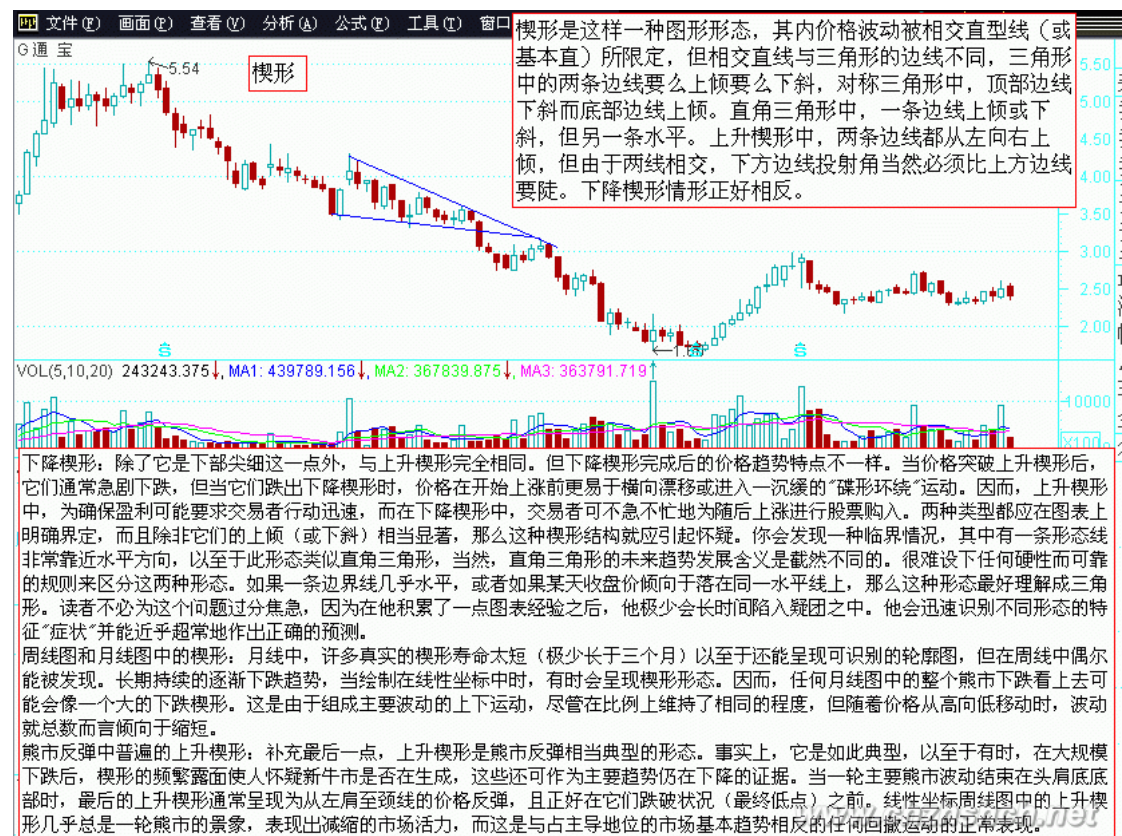 文件(F) 画面(P) 查看(V) 分析(A) 公式(E) 工具(T) 窗口
楔形是这样一种图形形态，其内价格波动被相交直型线（或
基本直）所限定，但相交直线与三角形的边线不同，三角形
中的两条边线要么上倾要么下斜，对称三角形中，顶部边线
下斜而底部边线上倾。直角三角形中，一条边线上倾或下
斜，但另一条水平。上升楔形中，两条边线都从左向右上
倾，但由于两线相交，下方边线投射角当然必须比上方边线
要陡。下降楔形情形正好相反。
G通 宝
5.54
楔形
5.50
5.00
4.50
4.00
3.50
3.00
2.50
2.00
S
S
VOL(5,10,20) 243243.375↓, MA1: 439789.156↓, MA2: 367839.875↓, MA3: 363791.719↑
10000
X100
下降楔形：除了它是下部尖细这一点外，与上升楔形完全相同。但下降楔形完成后的价格趋势特点不一样。当价格突破上升楔形后，
它们通常急剧下跌，但当它们跌出下降楔形时，价格在开始上涨前更易于横向漂移或进入一沉缓的"碟形环绕"运动。因而，上升楔形
中，为确保盈利可能要求交易者行动迅速，而在下降楔形中，交易者可不急不忙地为随后上涨进行股票购入。两种类型都应在图表上
明确界定，而且除非它们的上倾（或下斜）相当显著，那么这种楔形结构就应引起怀疑。你会发现一种临界情况，其中有一条形态线
非常靠近水平方向，以至于此形态类似直角三角形，当然，直角三角形的未来趋势发展含义是截然不同的。很难设下任何硬性而可靠
的规则来区分这两种形态。如果一条边界线几乎水平，或者如果某天收盘价倾向于落在同一水平线上，那么这种形态最好理解成三角
形。读者不必为这个问题过分焦急，因为在他积累了一点图表经验之后，他极少会长时间陷入疑团之中。他会迅速识别不同形态的特
征"症状"并能近乎超常地作出正确的预测。
周线图和月线图中的楔形：月线中，许多真实的楔形寿命太短（极少长于三个月）以至于还能呈现可识别的轮廓图，但在周线中偶尔
能被发现。长期持续的逐渐下跌趋势，当绘制在线性坐标中时，有时会呈现楔形形态。因而，任何月线图中的整个熊市下跌看上去可
能会像一个大的下跌楔形。这是由于组成主要波动的上下运动，尽管在比例上维持了相同的程度，但随着价格从高向低移动时，波动
就总数而言倾向于缩短。
熊市反弹中普遍的上升楔形：补充最后一点，上升楔形是熊市反弹相当典型的形态。事实上，它是如此典型，以至于有时，在大规模
下跌后，楔形的频繁露面使人怀疑新牛市是否在生成，这些还可作为主要趋势仍在下降的证据。当一轮主要熊市波动结束在头肩底底
部时，最后的上升楔形通常呈现为从左肩至颈线的价格反弹，且正好在它们跌破状况（最终低点）之前。线性坐标周线图中的上升楔
形几乎总是一轮熊市的景象，表现出减缩的市场活力，而这是与占主导地位的市场基本趋势相反的任何回撤运动的正常表现。